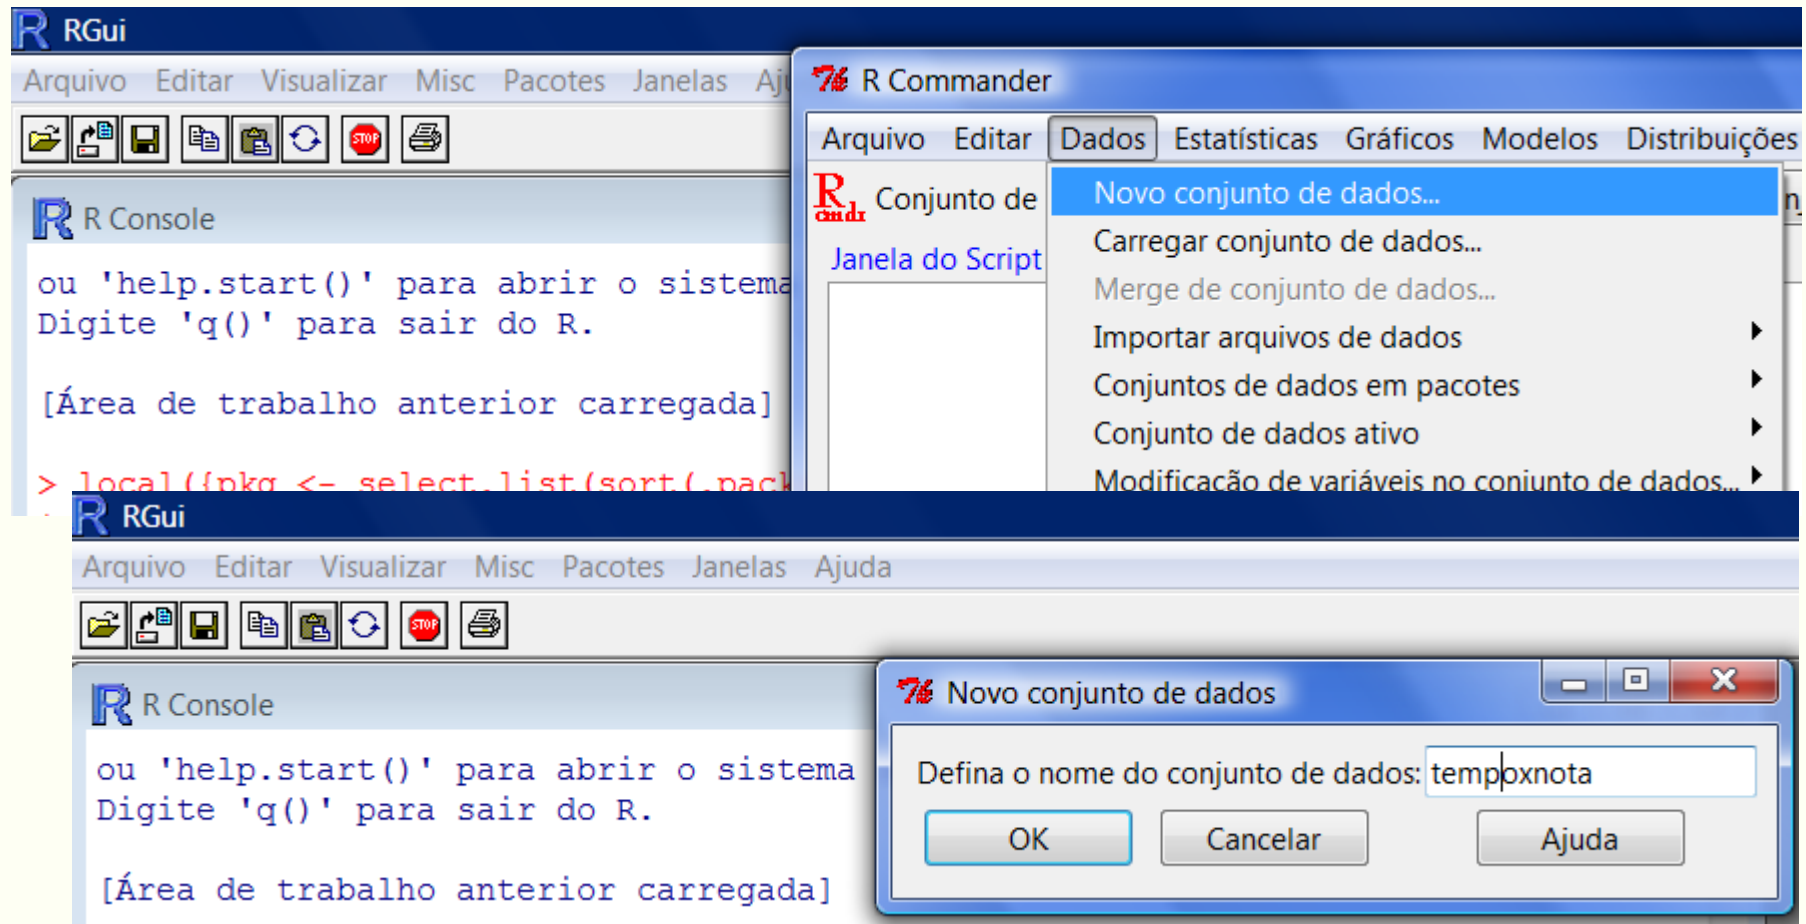 RGui
Arquivo Editar Visualizar Misc Pacotes Janelas
R Console
ou 'help.start()' para abrir o sistema
Digite 'q()' para sair do R.
[Área de trabalho anterior carregada]
> local({pkg <- select.list(sort(.pack
R Commander
Arquivo Editar Dados Estatísticas Gráficos Modelos Distribuições
Rcmdr Conjunto de
Janela do Script
Novo conjunto de dados...
Carregar conjunto de dados...
Merge de conjunto de dados...
Importar arquivos de dados
Conjuntos de dados em pacotes
Conjunto de dados ativo
Modificação de variáveis no conjunto de dados...
RGui
Arquivo Editar Visualizar Misc Pacotes Janelas Ajuda
STOP
R Console
ou 'help.start()' para abrir o sistema
Digite 'q()' para sair do R.
[Área de trabalho anterior carregada]
Novo conjunto de dados
Defina o nome do conjunto de dados: tempoxnota
OK Cancelar Ajuda